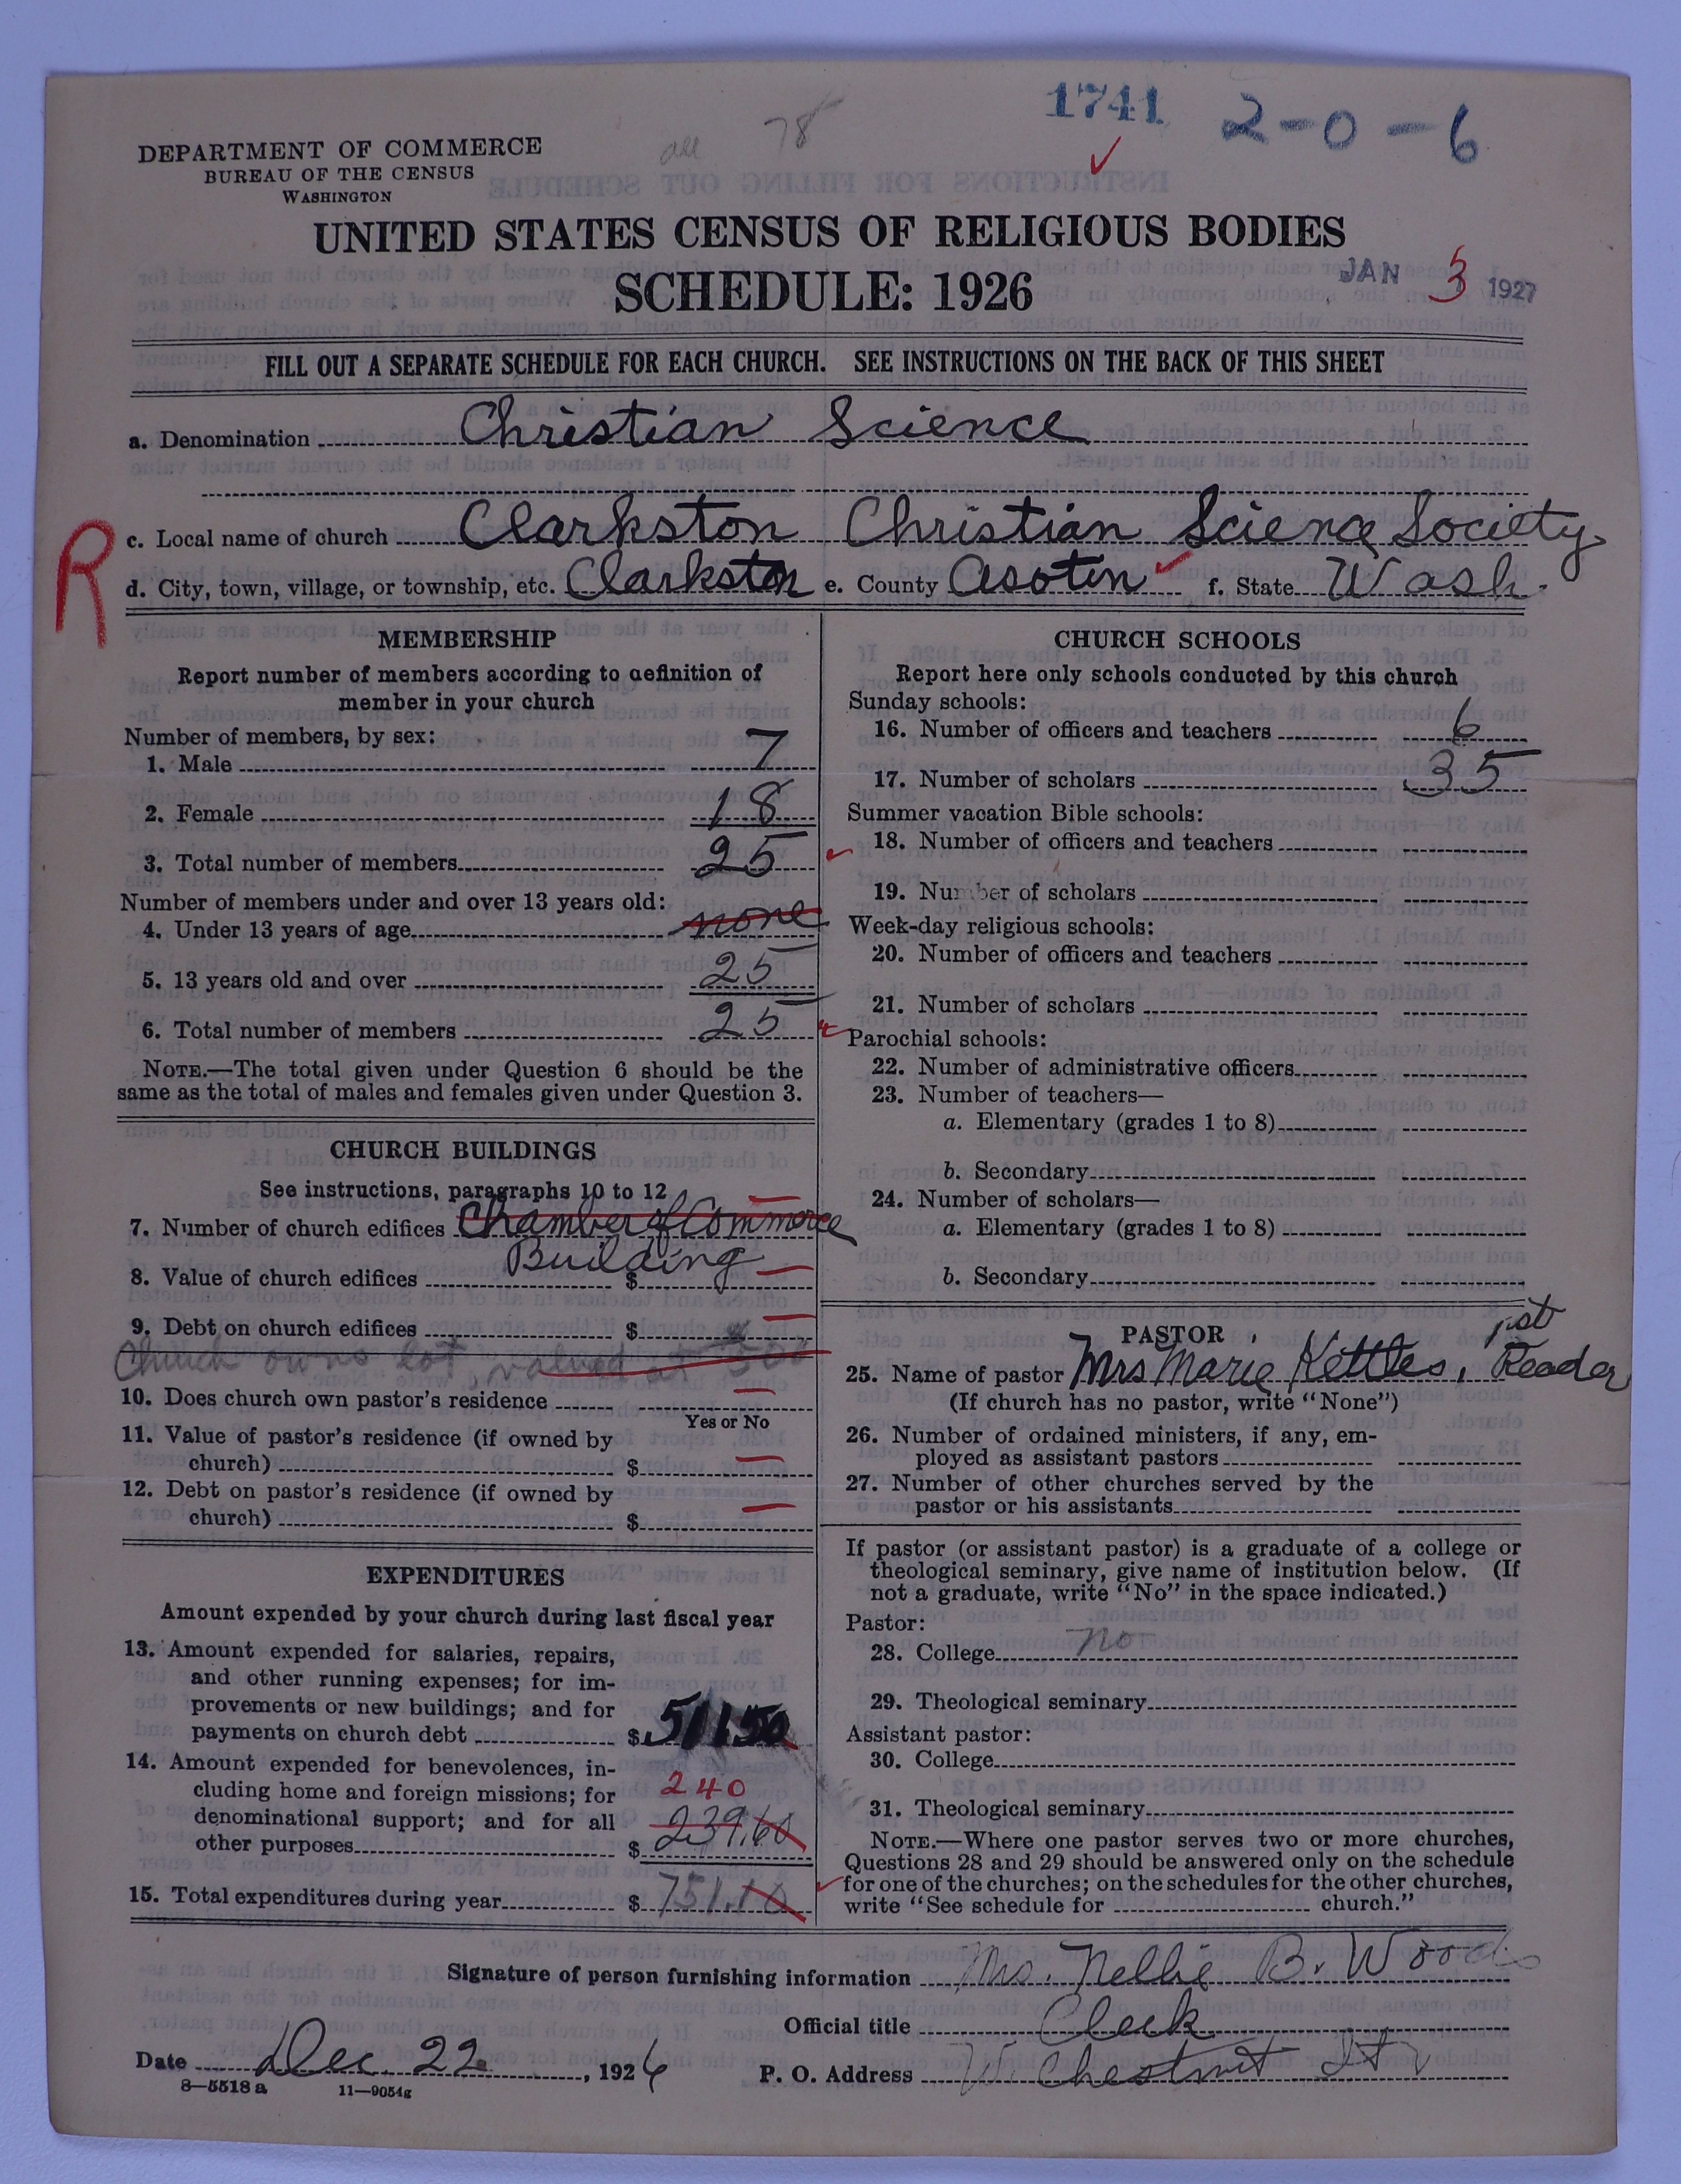 1741 2-0-6
all 78
DEPARTMENT OF COMMERCE
BUREAU OF THE CENSUS
WASHINGTON
UNITED STATES CENSUS OF RELIGIOUS BODIES
SCHEDULE: 1926
JAN 3 1927
FILL OUT A SEPARATE SCHEDULE FOR EACH CHURCH. SEE INSTRUCTIONS ON THE BACK OF THIS SHEET
a. Denomination Christian Science
R
c. Local name of church Clarkston Christian Science Society
d. City, town, village, or township, etc. Clarkston e. County Asotin f. State Wash.
MEMBERSHIP
Report number of members according to definition of
member in your church
Number of members, by sex:
1. Male 7
2. Female 18
3. Total number of members 25
Number of members under and over 13 years old:
4. Under 13 years of age none
5. 13 years old and over 25
6. Total number of members 25
NOTE.—The total given under Question 6 should be the
same as the total of males and females given under Question 3.
CHURCH BUILDINGS
See instructions, paragraphs 10 to 12
7. Number of church edifices Chamber of Commerce
Building
8. Value of church edifices $
9. Debt on church edifices $
Church owns lot valued at 500
10. Does church own pastor's residence
Yes or No
11. Value of pastor's residence (if owned by
church) $
12. Debt on pastor's residence (if owned by
church) $
EXPENDITURES
Amount expended by your church during last fiscal year
13. Amount expended for salaries, repairs,
and other running expenses; for im-
provements or new buildings; and for
payments on church debt $ 511.50
14. Amount expended for benevolences, in-
cluding home and foreign missions; for 240
denominational support; and for all
other purposes $ 239.60
15. Total expenditures during year $ 751.10
CHURCH SCHOOLS
Report here only schools conducted by this church
Sunday schools:
16. Number of officers and teachers 6
17. Number of scholars 35
Summer vacation Bible schools:
18. Number of officers and teachers
19. Number of scholars
Week-day religious schools:
20. Number of officers and teachers
21. Number of scholars
Parochial schools:
22. Number of administrative officers
23. Number of teachers—
a. Elementary (grades 1 to 8)
b. Secondary
24. Number of scholars—
a. Elementary (grades 1 to 8)
b. Secondary
PASTOR
25. Name of pastor Mrs Marie Kettles, 1st Reader
(If church has no pastor, write "None")
26. Number of ordained ministers, if any, em-
ployed as assistant pastors
27. Number of other churches served by the
pastor or his assistants
If pastor (or assistant pastor) is a graduate of a college or
theological seminary, give name of institution below. (If
not a graduate, write "No" in the space indicated.)
Pastor:
28. College no
29. Theological seminary
Assistant pastor:
30. College
31. Theological seminary
NOTE.—Where one pastor serves two or more churches,
Questions 28 and 29 should be answered only on the schedule
for one of the churches; on the schedules for the other churches,
write "See schedule for church."
Signature of person furnishing information Mrs. Nellie B. Woods
Official title Clerk
Date Dec. 22, 1926 P. O. Address W. Chestnut St
8—5518 a 11—9054g